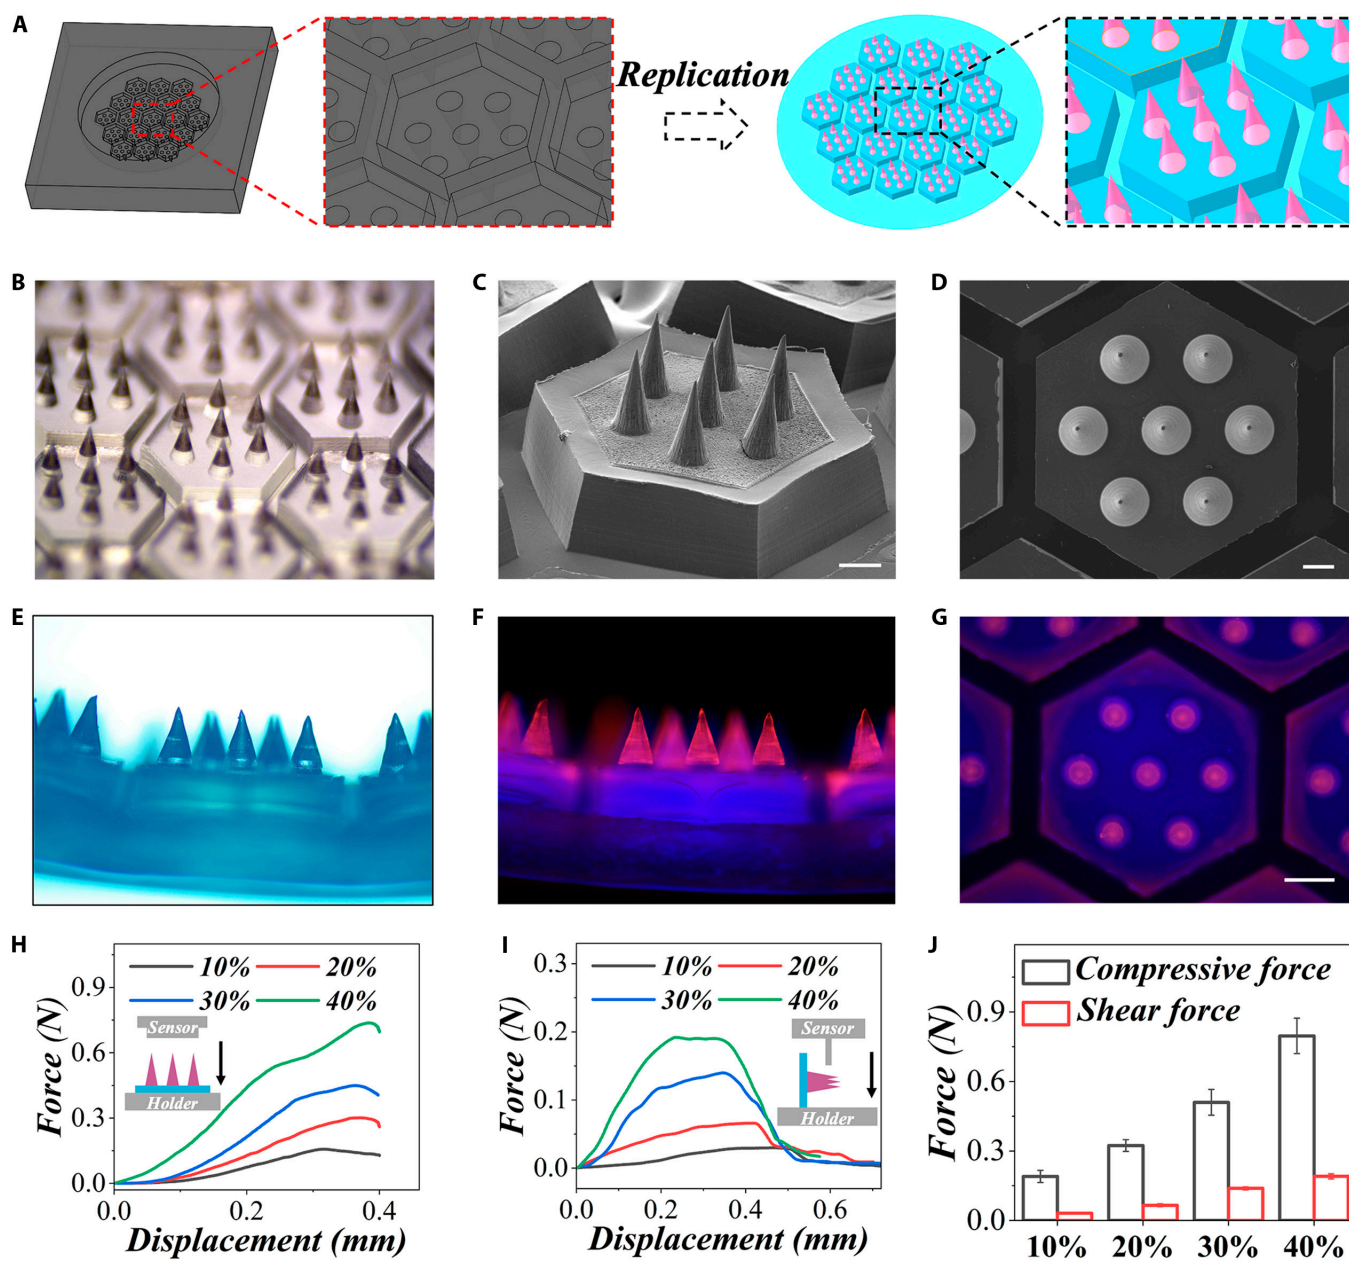 A
Replication
B
C
D
E
F
G
H
10% 20%
30% 40%
Sensor
Holder
Force (N)
0.9
0.6
0.3
0.0
0.0 0.2 0.4
Displacement (mm)
I
10% 20%
30% 40%
Sensor
Holder
Force (N)
0.3
0.2
0.1
0.0
0.0 0.2 0.4 0.6
Displacement (mm)
J
Compressive force
Shear force
Force (N)
0.9
0.6
0.3
0.0
10% 20% 30% 40%